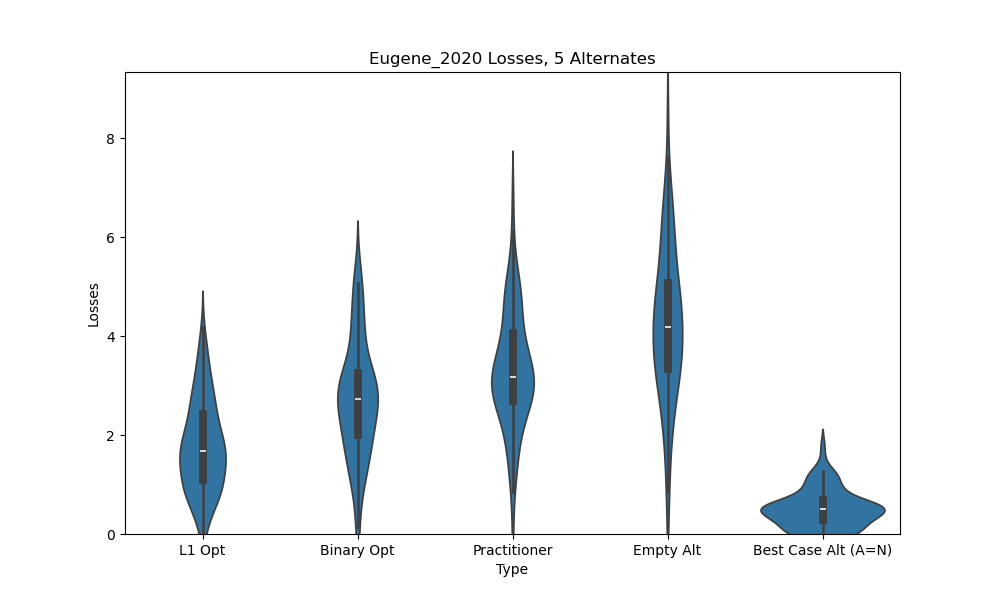 Eugene_2020 Losses, 5 Alternates
8
6
4
2
0
Losses
L1 Opt
Binary Opt
Practitioner
Empty Alt
Best Case Alt (A=N)
Type